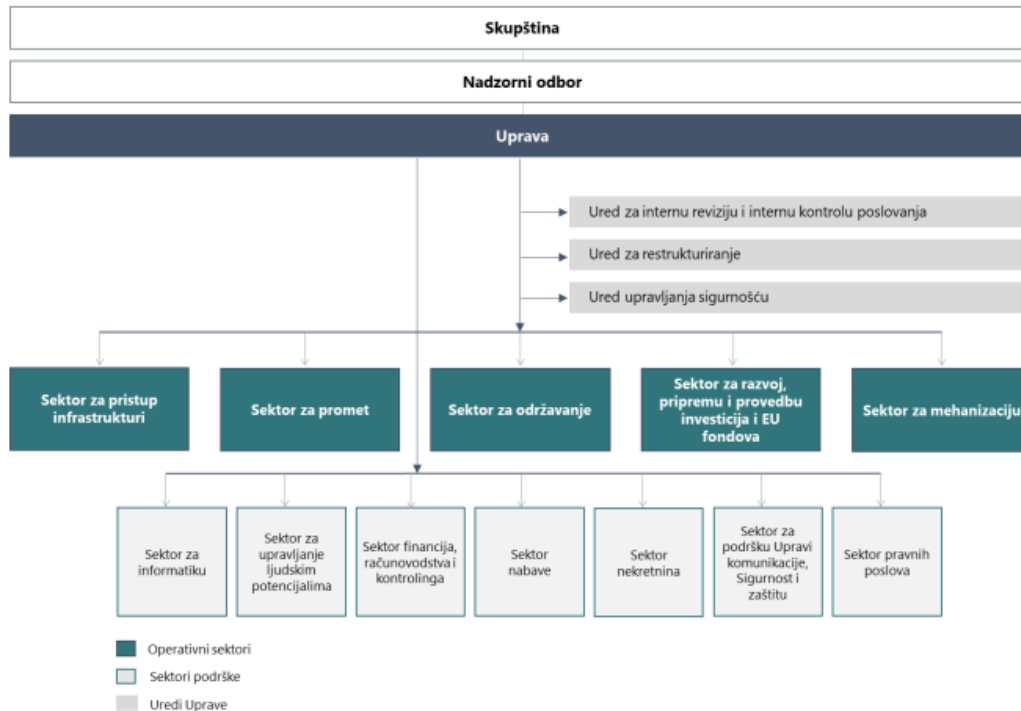 Skupština
Nadzorni odbor
Uprava
Ured za internu reviziju i internu kontrolu poslovanja
Ured za restrukturiranje
Ured upravljanja sigurnošću
Sektor za pristup
infrastrukturi
Sektor za promet
Sektor za održavanje
Sektor za razvoj,
pripremu i provedbu
investicija i EU
fondova
Sektor za mehanizaciju
Sektor za
informatiku
Sektor za
upravljanje
ljudskim
potencijalima
Sektor financija,
računovodstva i
kontrolinga
Sektor
nabave
Sektor
nekretnina
Sektor za
podršku Upravi
komunikacije,
Sigurnost i
zaštitu
Sektor pravnih
poslova
Operativni sektori
Sektori podrške
Uredi Uprave